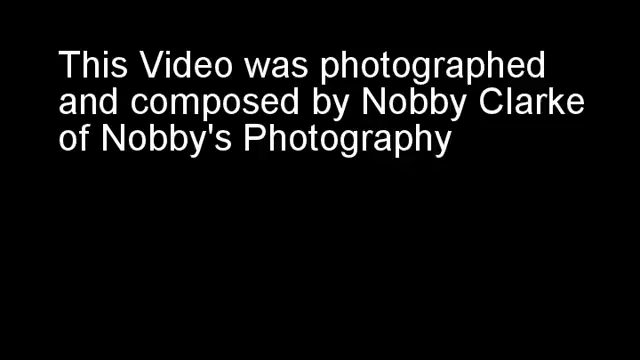 This Video was photographed
and composed by Nobby Clarke
of Nobby's Photography